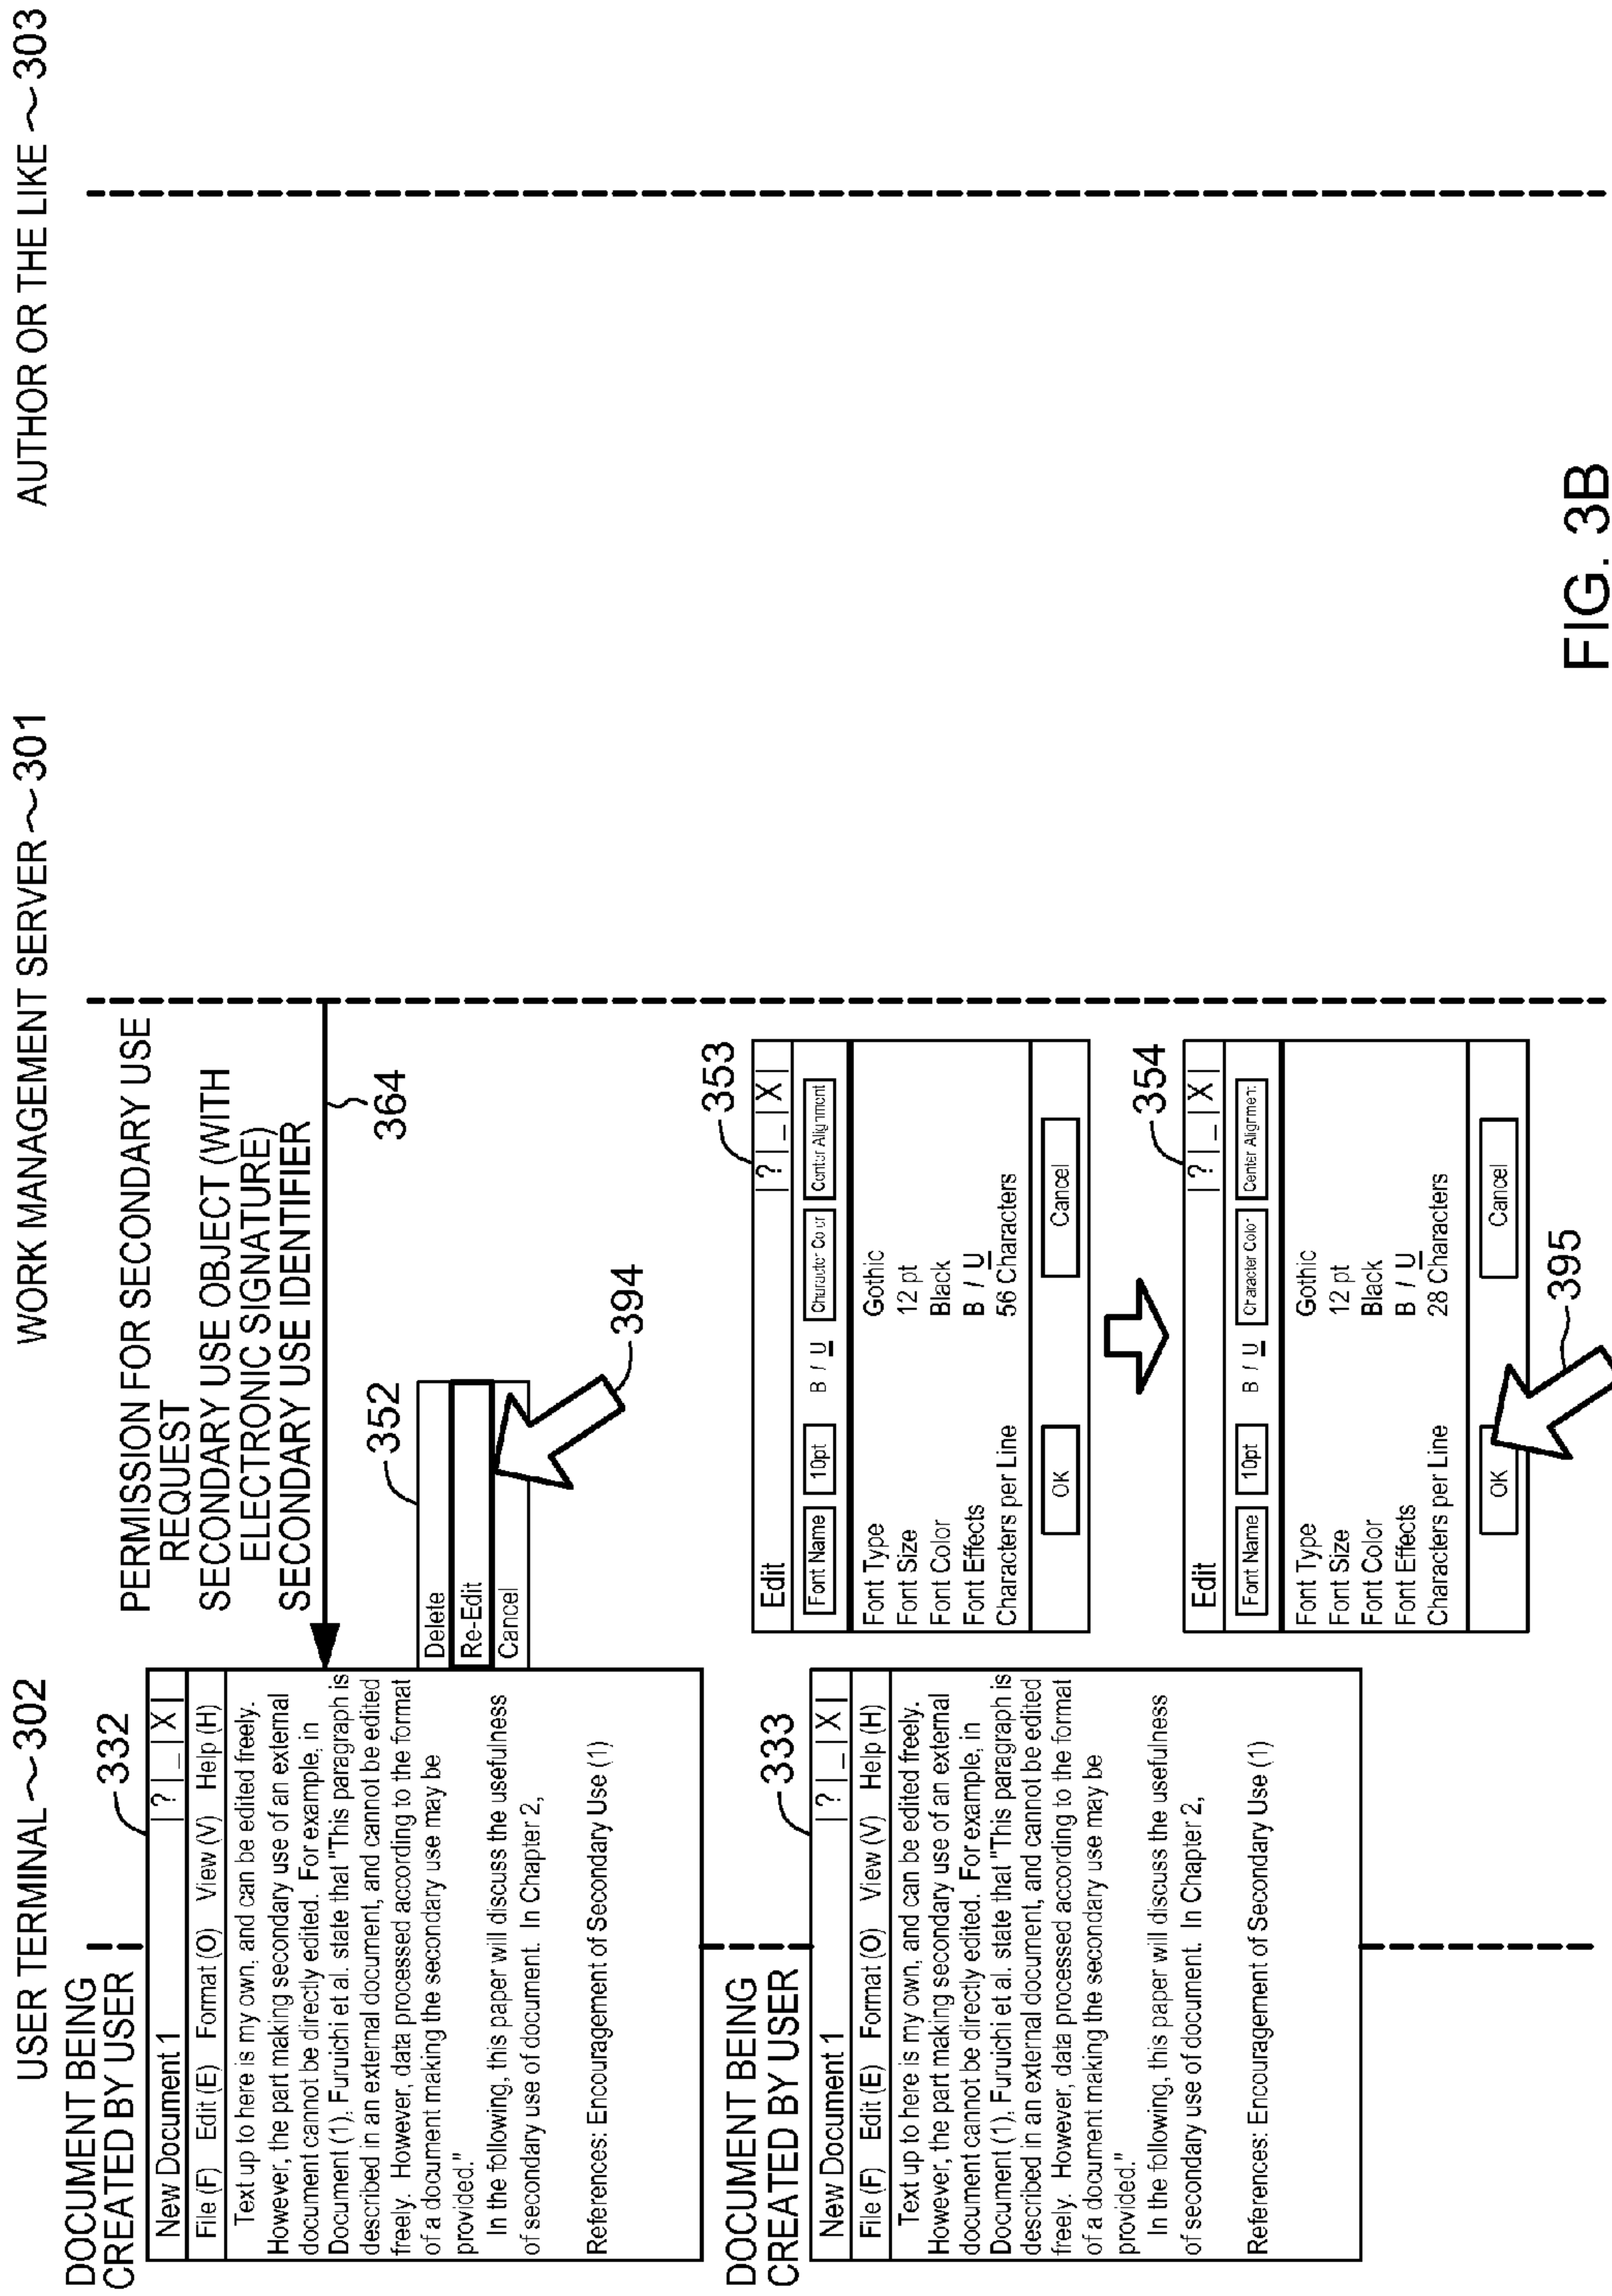 USER TERMINAL ~ 302
WORK MANAGEMENT SERVER ~ 301
AUTHOR OR THE LIKE ~ 303
DOCUMENT BEING
CREATED BY USER
332
New Document 1 | ? | _ | X |
File (F) Edit (E) Format (O) View (V) Help (H)
Text up to here is my own, and can be edited freely.
However, the part making secondary use of an external
document cannot be directly edited. For example, in
Document (1), Furuichi et al. state that "This paragraph is
described in an external document, and cannot be edited
freely. However, data processed according to the format
of a document making the secondary use may be
provided."
In the following, this paper will discuss the usefulness
of secondary use of document. In Chapter 2,
References: Encouragement of Secondary Use (1)
PERMISSION FOR SECONDARY USE
REQUEST
SECONDARY USE OBJECT (WITH
ELECTRONIC SIGNATURE)
SECONDARY USE IDENTIFIER
364
352
Delete
Re-Edit
Cancel
394
DOCUMENT BEING
CREATED BY USER
333
New Document 1 | ? | _ | X |
File (F) Edit (E) Format (O) View (V) Help (H)
Text up to here is my own, and can be edited freely.
However, the part making secondary use of an external
document cannot be directly edited. For example, in
Document (1), Furuichi et al. state that "This paragraph is
described in an external document, and cannot be edited
freely. However, data processed according to the format
of a document making the secondary use may be
provided."
In the following, this paper will discuss the usefulness
of secondary use of document. In Chapter 2,
References: Encouragement of Secondary Use (1)
353
Edit | ? | _ | X |
Font Name 10pt B / U Character Color Center Alignment
Font Type Gothic
Font Size 12 pt
Font Color Black
Font Effects B / U
Characters per Line 56 Characters
OK Cancel
354
Edit | ? | _ | X |
Font Name 10pt B / U Character Color Center Alignment
Font Type Gothic
Font Size 12 pt
Font Color Black
Font Effects B / U
Characters per Line 28 Characters
OK Cancel
395
FIG. 3B